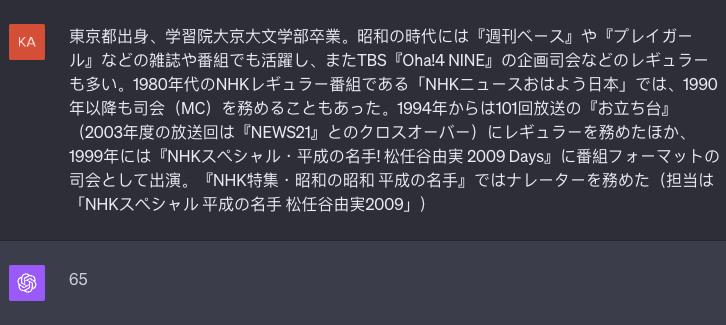 KA
東京都出身、学習院大京大文学部卒業。昭和の時代には『週刊ベース』や『プレイガー
ル』などの雑誌や番組でも活躍し、またTBS『Oha!4 NINE』の企画司会などのレギュラー
も多い。1980年代のNHKレギュラー番組である「NHKニュースおはよう日本」では、1990
年以降も司会（MC）を務めることもあった。1994年からは101回放送の『お立ち台』
（2003年度の放送回は『NEWS21』とのクロスオーバー）にレギュラーを務めたほか、
1999年には『NHKスペシャル・平成の名手! 松任谷由実 2009 Days』に番組フォーマットの
司会として出演。『NHK特集・昭和の昭和 平成の名手』ではナレーターを務めた（担当は
「NHKスペシャル 平成の名手 松任谷由実2009」）
65